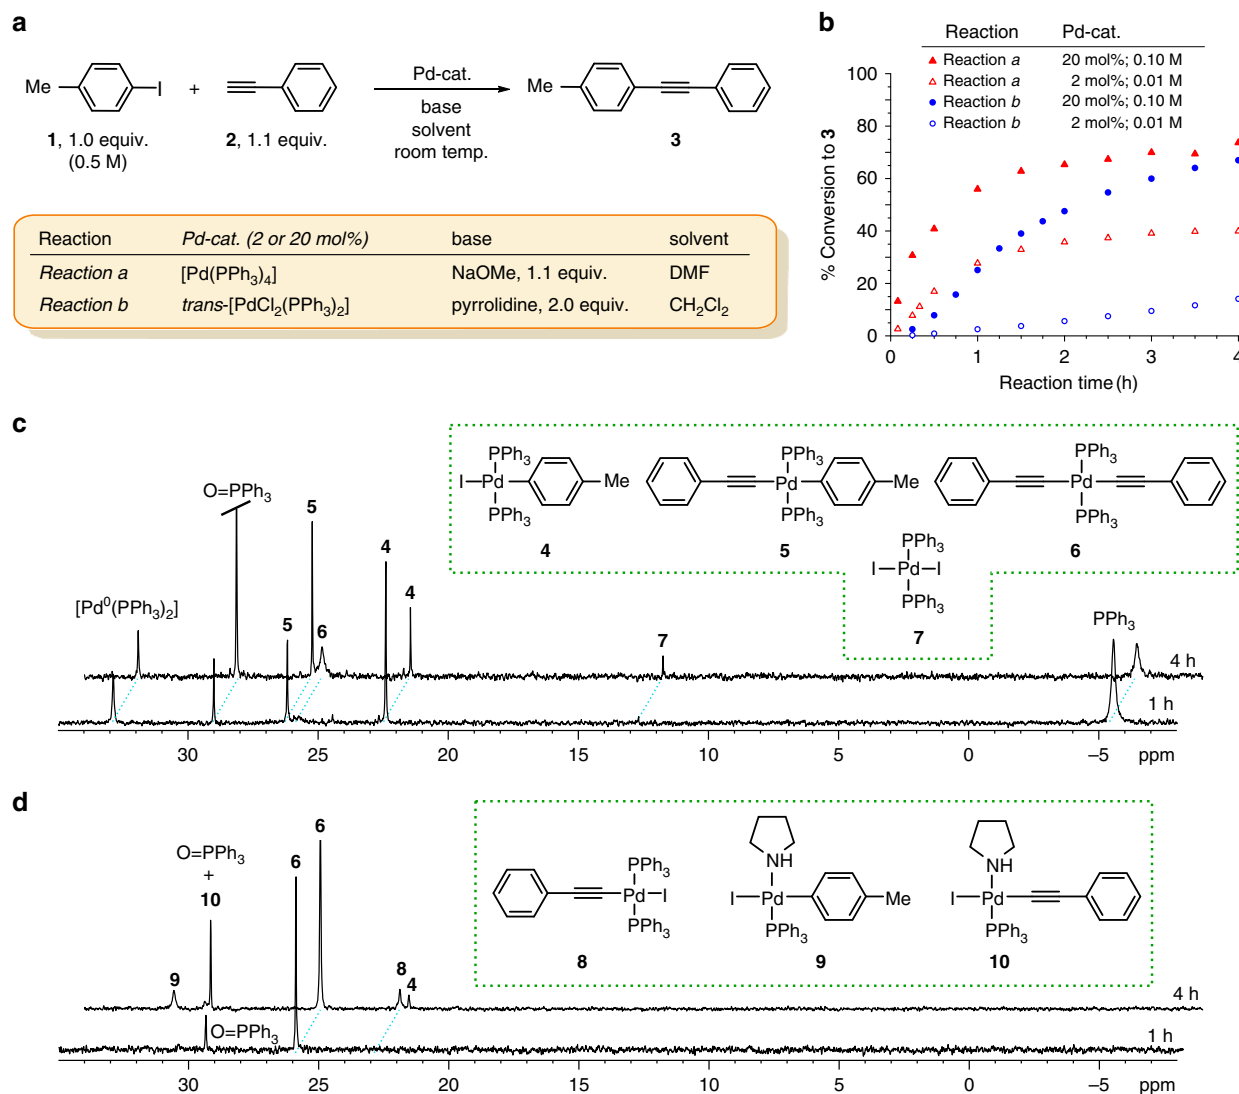 a
Me
I
+
Pd-cat.
base
solvent
room temp.
Me
1, 1.0 equiv.
(0.5 M)
2, 1.1 equiv.
3
Reaction Pd-cat. (2 or 20 mol%) base solvent
Reaction a [Pd(PPh3)4] NaOMe, 1.1 equiv. DMF
Reaction b trans-[PdCl2(PPh3)2] pyrrolidine, 2.0 equiv. CH2Cl2
b
Reaction Pd-cat.
Reaction a 20 mol%; 0.10 M
Reaction a 2 mol%; 0.01 M
Reaction b 20 mol%; 0.10 M
Reaction b 2 mol%; 0.01 M
% Conversion to 3
100
80
60
40
20
0
0 1 2 3 4
Reaction time (h)
c
PPh3
I Pd Me
PPh3
4
PPh3
Pd Me
PPh3
5
PPh3
Pd
PPh3
6
PPh3
I Pd I
PPh3
7
[Pd0(PPh3)2]
O=PPh3
5
5
6
4
4
7
PPh3
4 h
1 h
30 25 20 15 10 5 0 −5 ppm
d
PPh3
Pd I
PPh3
8
NH
I Pd Me
PPh3
9
NH
I Pd
PPh3
10
O=PPh3
+
10
9
6
6
8
4
O=PPh3
4 h
1 h
30 25 20 15 10 5 0 −5 ppm